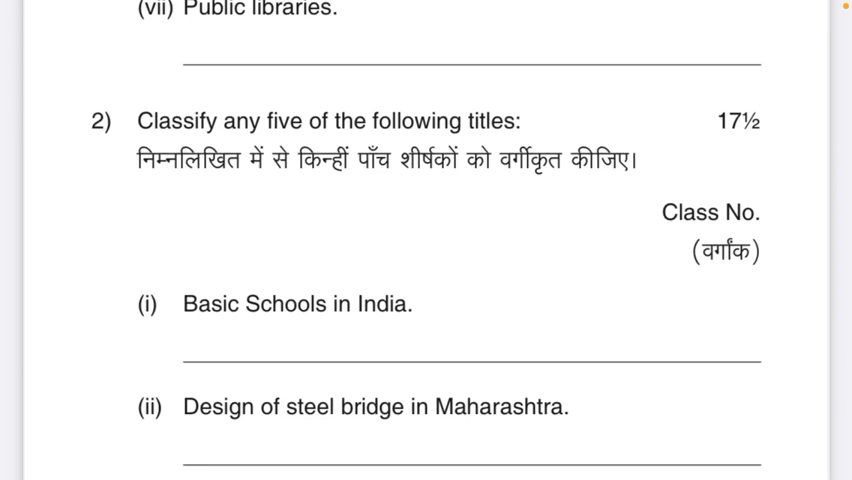 (vii) Public libraries.
2) Classify any five of the following titles: 17½
निम्नलिखित में से किन्हीं पाँच शीर्षकों को वर्गीकृत कीजिए।
Class No.
(वर्गांक)
(i) Basic Schools in India.
(ii) Design of steel bridge in Maharashtra.